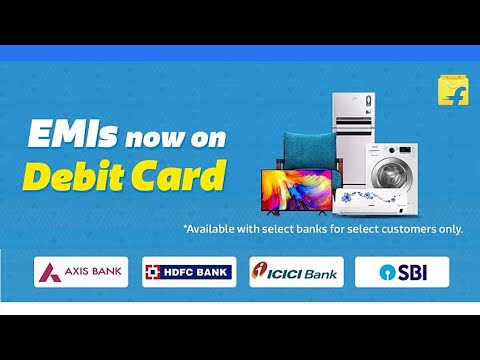 EMIs now on
Debit Card
*Available with select banks for select customers only.
AXIS BANK
HDFC BANK
ICICI Bank
SBI